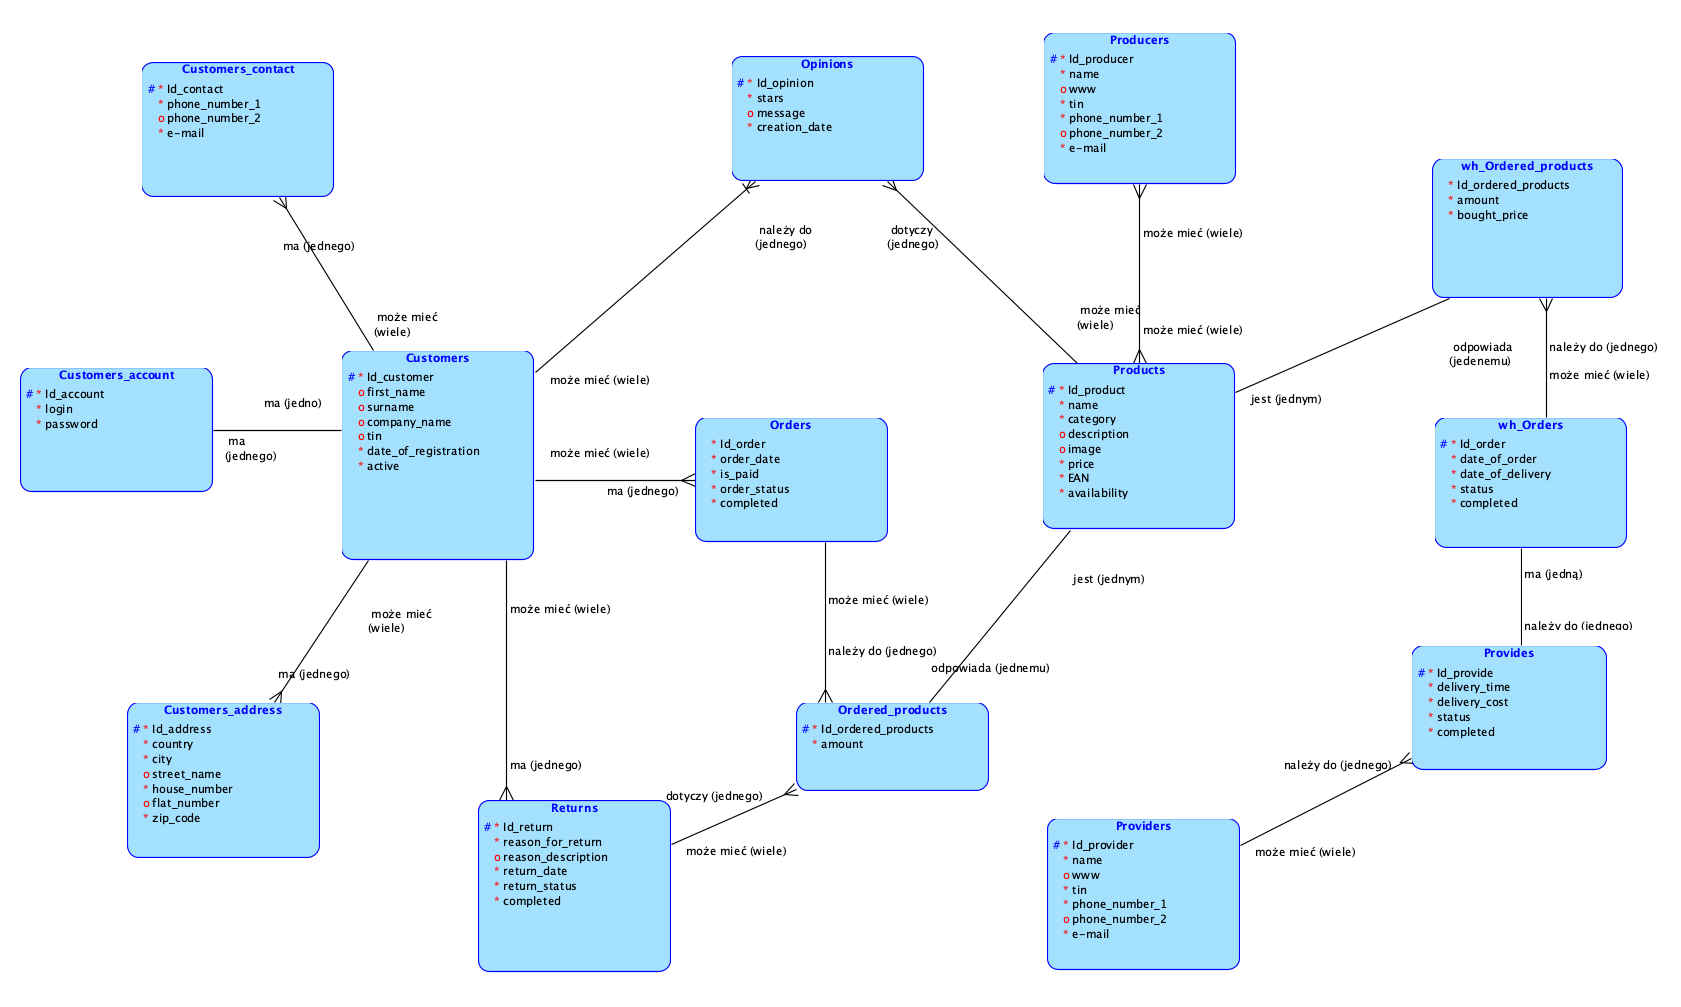 Customers_contact
# * Id_contact
* phone_number_1
o phone_number_2
* e-mail
Opinions
# * Id_opinion
* stars
o message
* creation_date
Producers
# * Id_producer
* name
o www
* tin
* phone_number_1
o phone_number_2
* e-mail
wh_Ordered_products
* Id_ordered_products
* amount
* bought_price
ma (jednego)
może mieć
(wiele)
należy do
(jednego)
dotyczy
(jednego)
może mieć (wiele)
może mieć
(wiele)
może mieć (wiele)
odpowiada
(jedenemu)
należy do (jednego)
może mieć (wiele)
Customers_account
# * Id_account
* login
* password
ma (jedno)
ma
(jednego)
Customers
# * Id_customer
o first_name
o surname
o company_name
o tin
* date_of_registration
* active
może mieć (wiele)
może mieć (wiele)
ma (jednego)
Orders
* Id_order
* order_date
* is_paid
* order_status
* completed
Products
# * Id_product
* name
* category
o description
o image
* price
* EAN
* availability
jest (jednym)
wh_Orders
# * Id_order
* date_of_order
* date_of_delivery
* status
* completed
może mieć
(wiele)
ma (jednego)
może mieć (wiele)
ma (jednego)
może mieć (wiele)
należy do (jednego)
jest (jednym)
odpowiada (jednemu)
ma (jedną)
należy do (jednego)
Customers_address
# * Id_address
* country
* city
o street_name
* house_number
o flat_number
* zip_code
Returns
# * Id_return
* reason_for_return
o reason_description
* return_date
* return_status
* completed
dotyczy (jednego)
może mieć (wiele)
Ordered_products
# * Id_ordered_products
* amount
Provides
# * Id_provide
* delivery_time
* delivery_cost
* status
* completed
należy do (jednego)
może mieć (wiele)
Providers
# * Id_provider
* name
o www
* tin
* phone_number_1
o phone_number_2
* e-mail